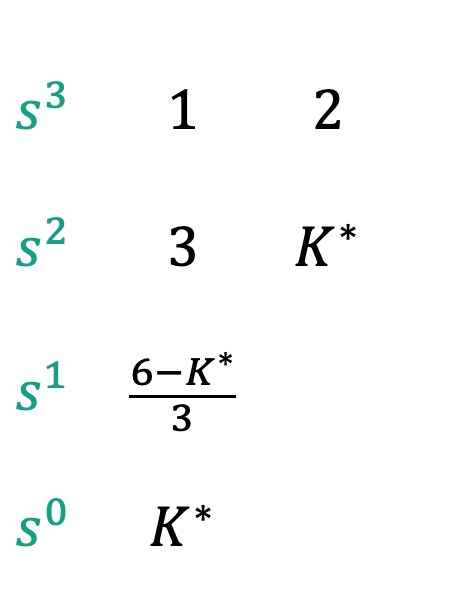 s³ 1 2
s² 3 K*
s¹ 6−K*/3
s⁰ K*